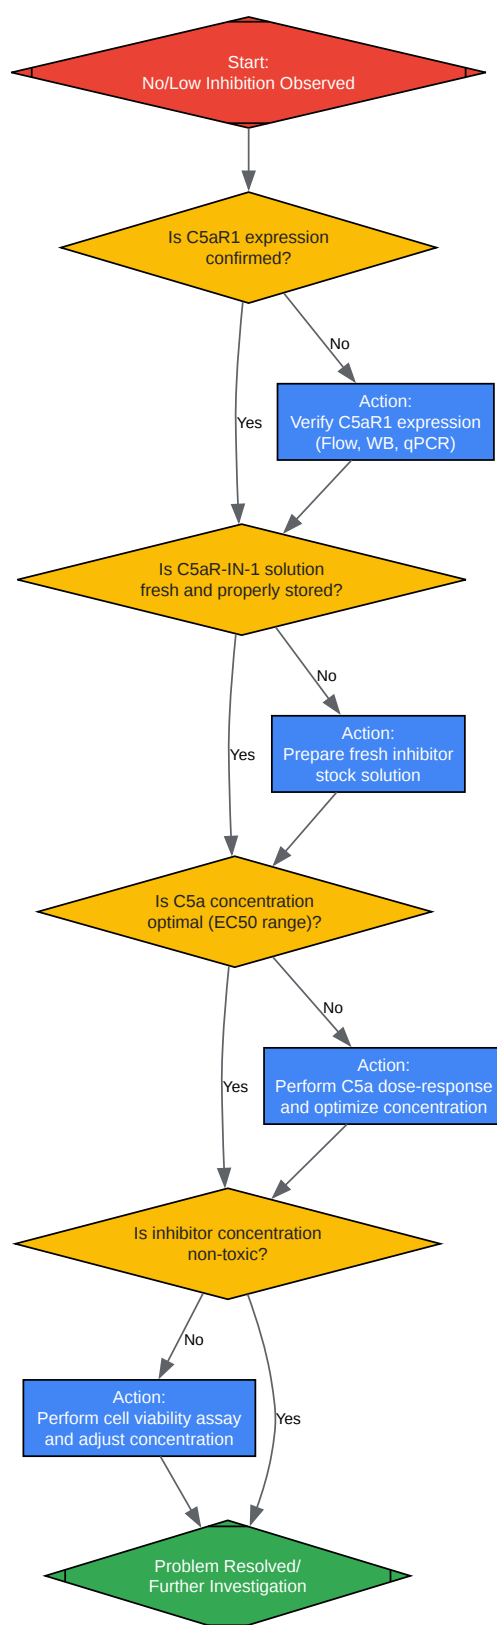 Start:
No/Low Inhibition Observed
Is C5aR1 expression
confirmed?
No
Yes
Action:
Verify C5aR1 expression
(Flow, WB, qPCR)
Is C5aR-IN-1 solution
fresh and properly stored?
No
Yes
Action:
Prepare fresh inhibitor
stock solution
Is C5a concentration
optimal (EC50 range)?
No
Yes
Action:
Perform C5a dose-response
and optimize concentration
Is inhibitor concentration
non-toxic?
No
Yes
Action:
Perform cell viability assay
and adjust concentration
Problem Resolved/
Further Investigation